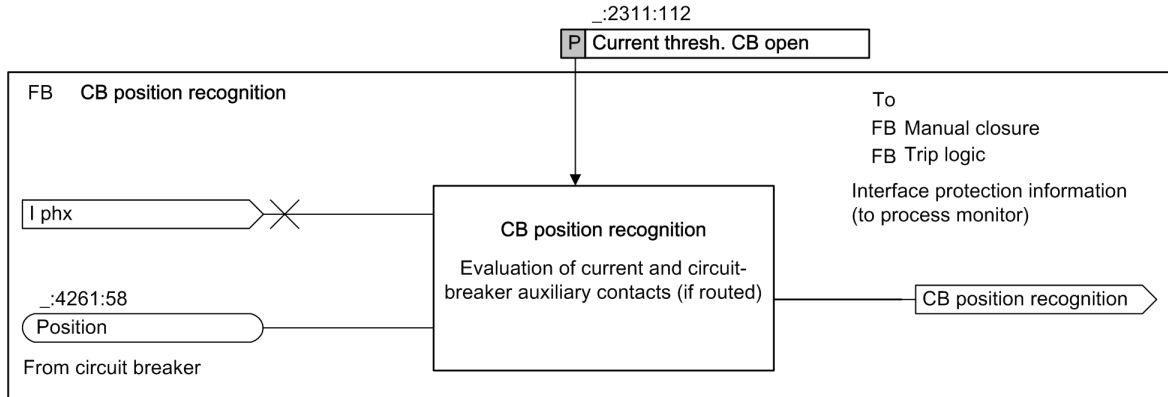 _:2311:112
P Current thresh. CB open
FB CB position recognition
To
FB Manual closure
FB Trip logic
Interface protection information
(to process monitor)
I phx
CB position recognition
Evaluation of current and circuit-
breaker auxiliary contacts (if routed)
_:4261:58
Position
From circuit breaker
CB position recognition